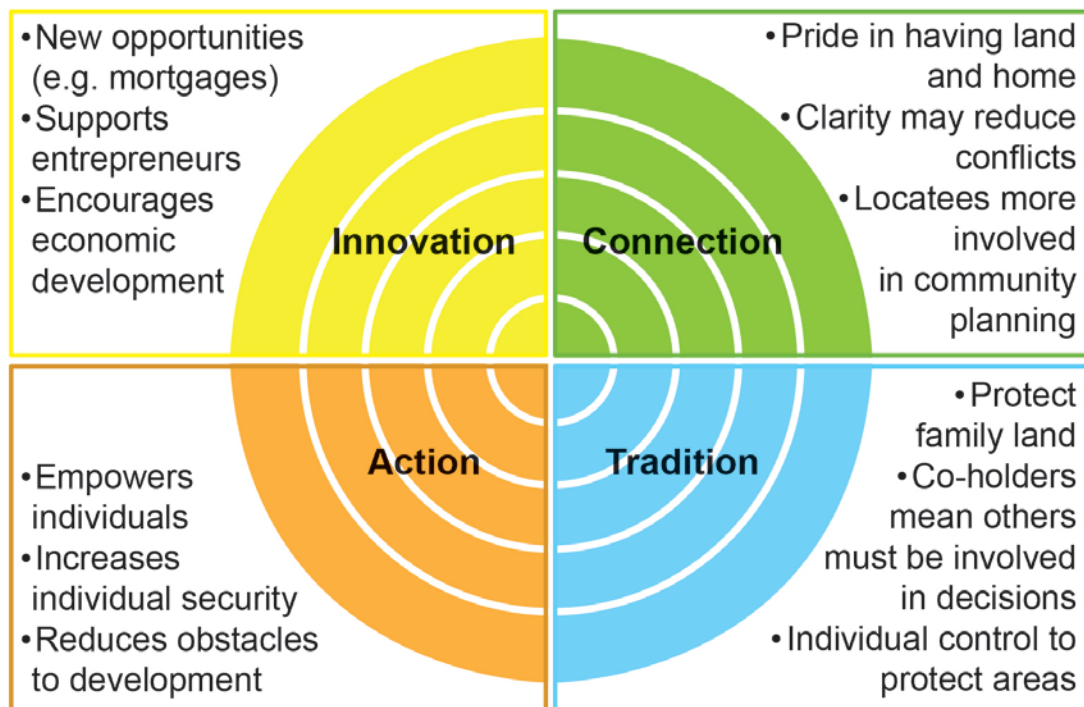 •New opportunities
(e.g. mortgages)
•Supports
entrepreneurs
•Encourages
economic
development
Innovation
•Pride in having land
and home
•Clarity may reduce
conflicts
•Locatees more
involved
in community
planning
Connection
•Empowers
individuals
•Increases
individual security
•Reduces obstacles
to development
Action
•Protect
family land
•Co-holders
mean others
must be involved
in decisions
•Individual control to
protect areas
Tradition